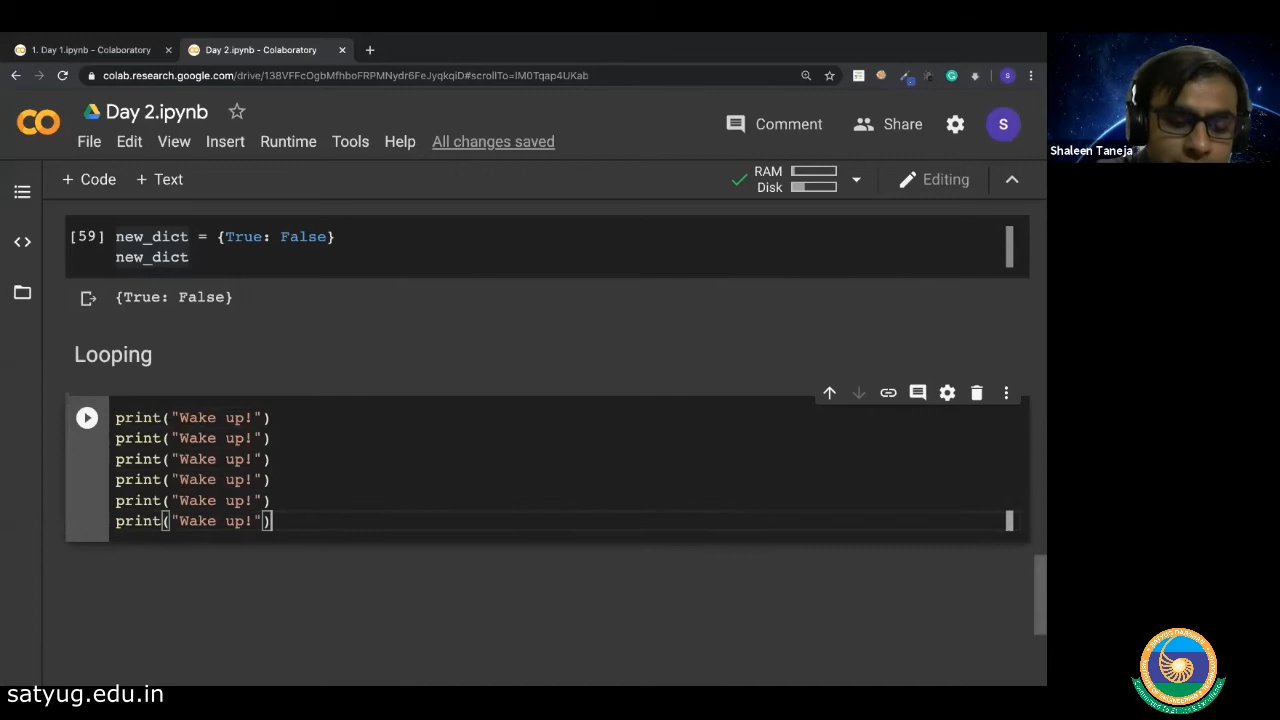 1. Day 1.ipynb - Colaboratory
Day 2.ipynb - Colaboratory
colab.research.google.com/drive/138VFFcOgbMfhboFRPMNydr6FeJyqkqiD#scrollTo=IM0Tqap4UKab
S
Day 2.ipynb
Comment
Share
S
File Edit View Insert Runtime Tools Help All changes saved
+ Code + Text
RAM
Disk
Editing
[59] new_dict = {True: False}
new_dict
{True: False}
Looping
print("Wake up!")
print("Wake up!")
print("Wake up!")
print("Wake up!")
print("Wake up!")
print("Wake up!")
Shaleen Taneja
satyug.edu.in